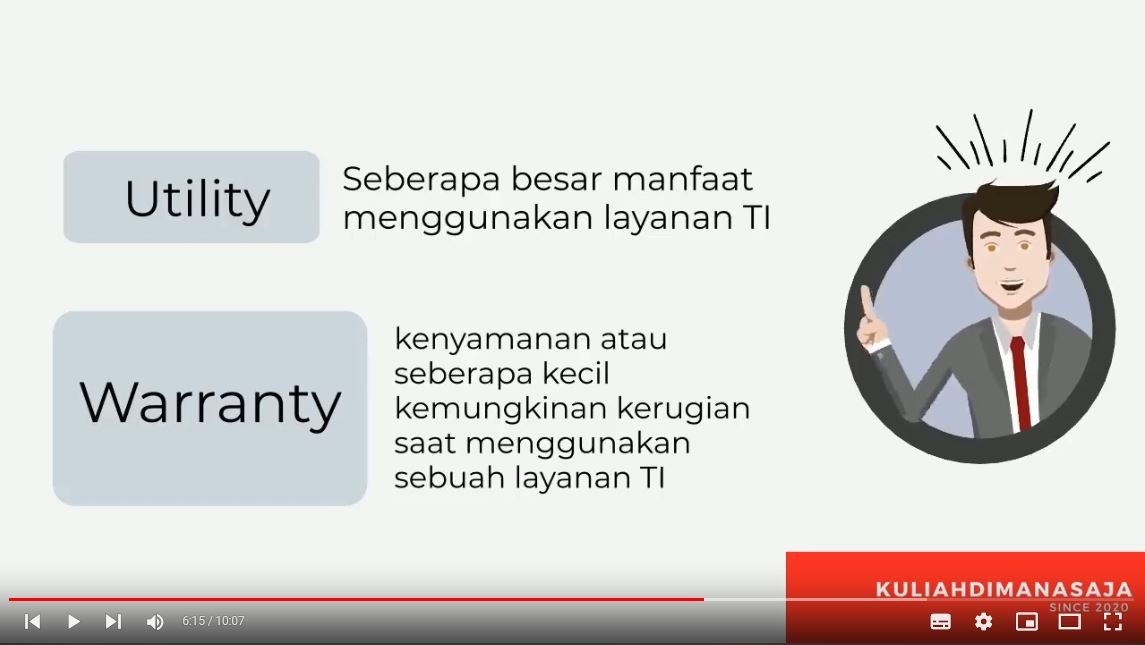 Utility
Seberapa besar manfaat
menggunakan layanan TI
Warranty
kenyamanan atau
seberapa kecil
kemungkinan kerugian
saat menggunakan
sebuah layanan TI
KULIAHDIMANASAJA
SINCE 2020
6:15 / 10:07